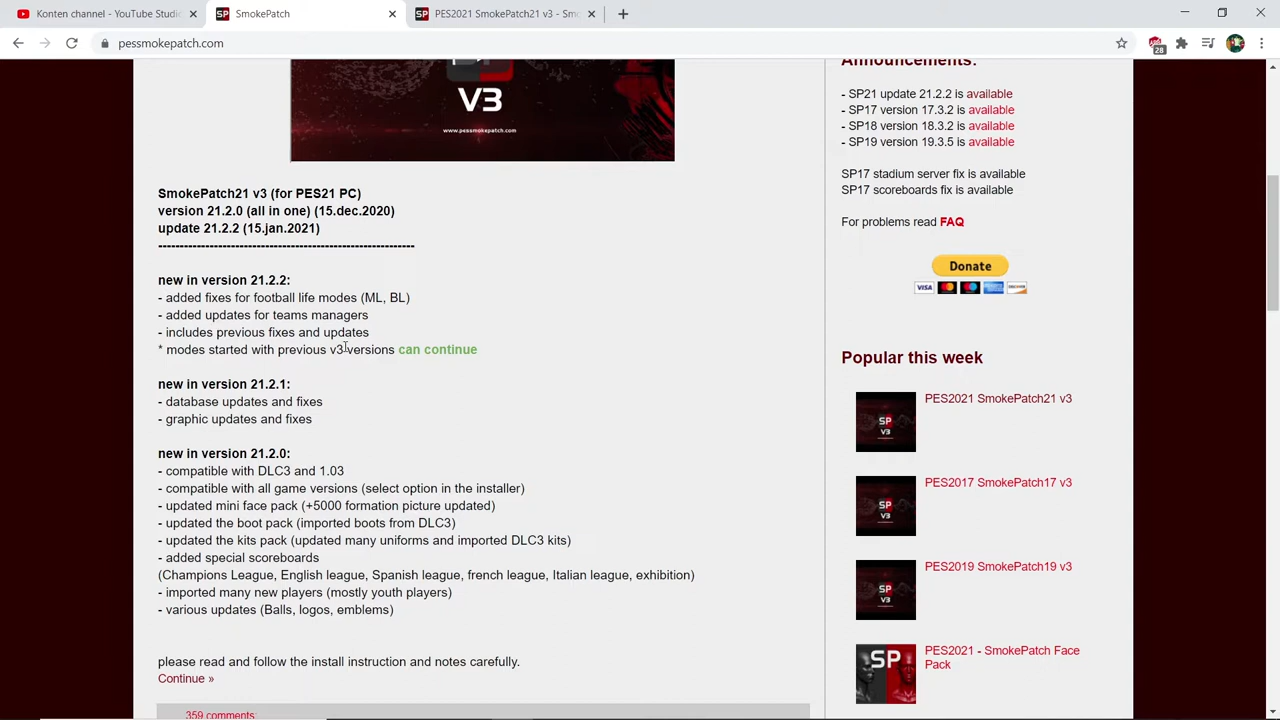 Konten channel - YouTube Studi
SmokePatch
PES2021 SmokePatch21 v3 - Smo
pessmokepatch.com
28
V3
www.pessmokepatch.com
SmokePatch21 v3 (for PES21 PC)
version 21.2.0 (all in one) (15.dec.2020)
update 21.2.2 (15.jan.2021)
------------------------------------------------------------
new in version 21.2.2:
- added fixes for football life modes (ML, BL)
- added updates for teams managers
- includes previous fixes and updates
* modes started with previous v3 versions can continue
new in version 21.2.1:
- database updates and fixes
- graphic updates and fixes
new in version 21.2.0:
- compatible with DLC3 and 1.03
- compatible with all game versions (select option in the installer)
- updated mini face pack (+5000 formation picture updated)
- updated the boot pack (imported boots from DLC3)
- updated the kits pack (updated many uniforms and imported DLC3 kits)
- added special scoreboards
(Champions League, English league, Spanish league, french league, Italian league, exhibition)
- imported many new players (mostly youth players)
- various updates (Balls, logos, emblems)
please read and follow the install instruction and notes carefully.
Continue »
359 comments:
Announcements:
- SP21 update 21.2.2 is available
- SP17 version 17.3.2 is available
- SP18 version 18.3.2 is available
- SP19 version 19.3.5 is available
SP17 stadium server fix is available
SP17 scoreboards fix is available
For problems read FAQ
Donate
VISA
DISCOVER
Popular this week
SP
V3
PES2021 SmokePatch21 v3
SP
V3
PES2017 SmokePatch17 v3
SP
V3
PES2019 SmokePatch19 v3
SP
PES2021 - SmokePatch Face
Pack